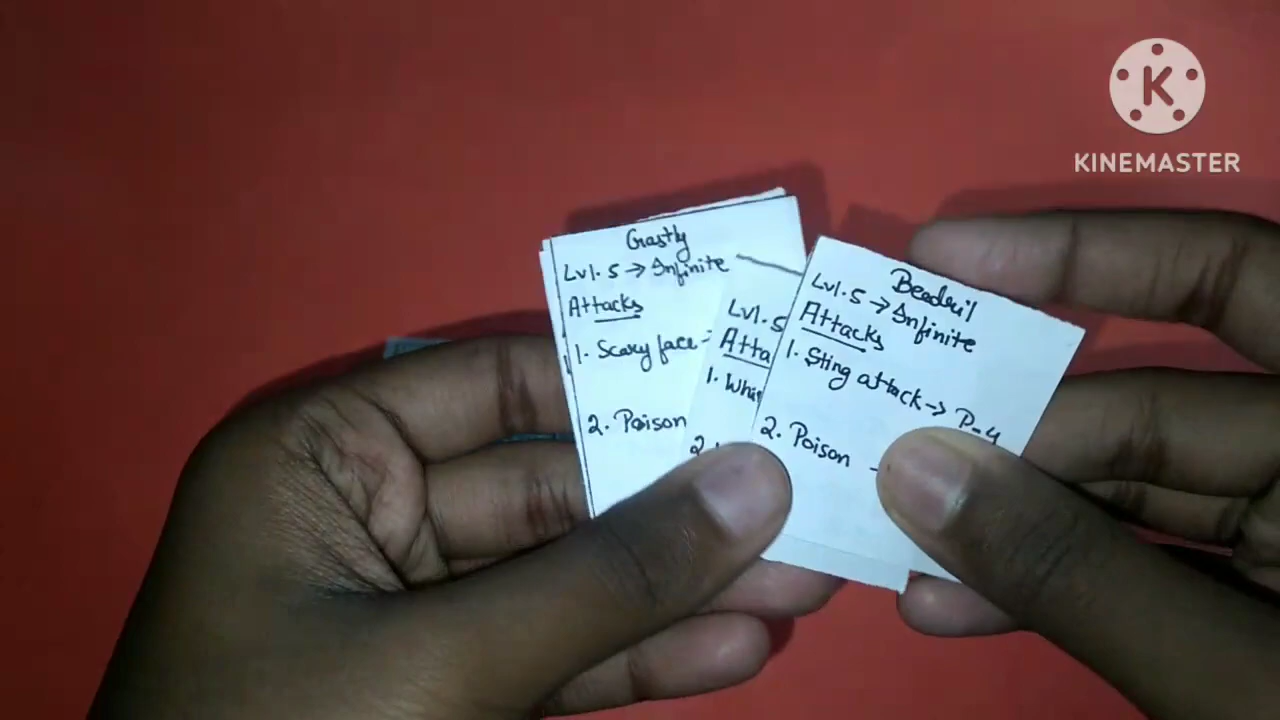 KINEMASTER
Gastly
Lvl.5 → Infinite
Attacks
1. Scary face →
2. Poison
Lvl.5
Atta
1. Whi
2.
Beedril
Lvl.5 → Infinite
Attacks
1. Sting attack → P-4
2. Poison →